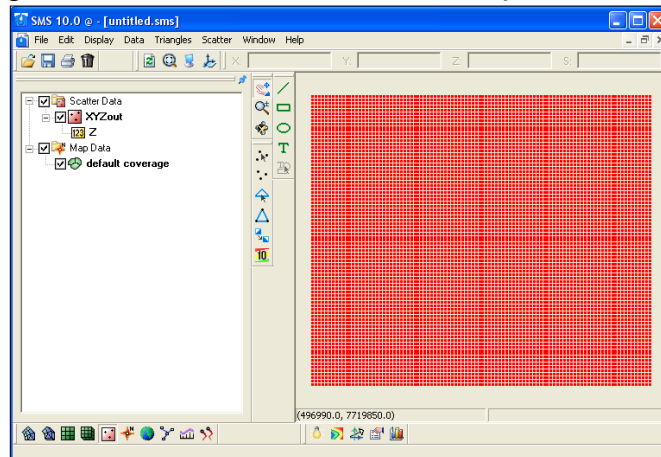 SMS 10.0 @ - [untitled.sms]
File Edit Display Data Triangles Scatter Window Help
X: Y: Z: S:
Scatter Data
XYZout
123 Z
Map Data
default coverage
T
10
(496990.0, 7719850.0)